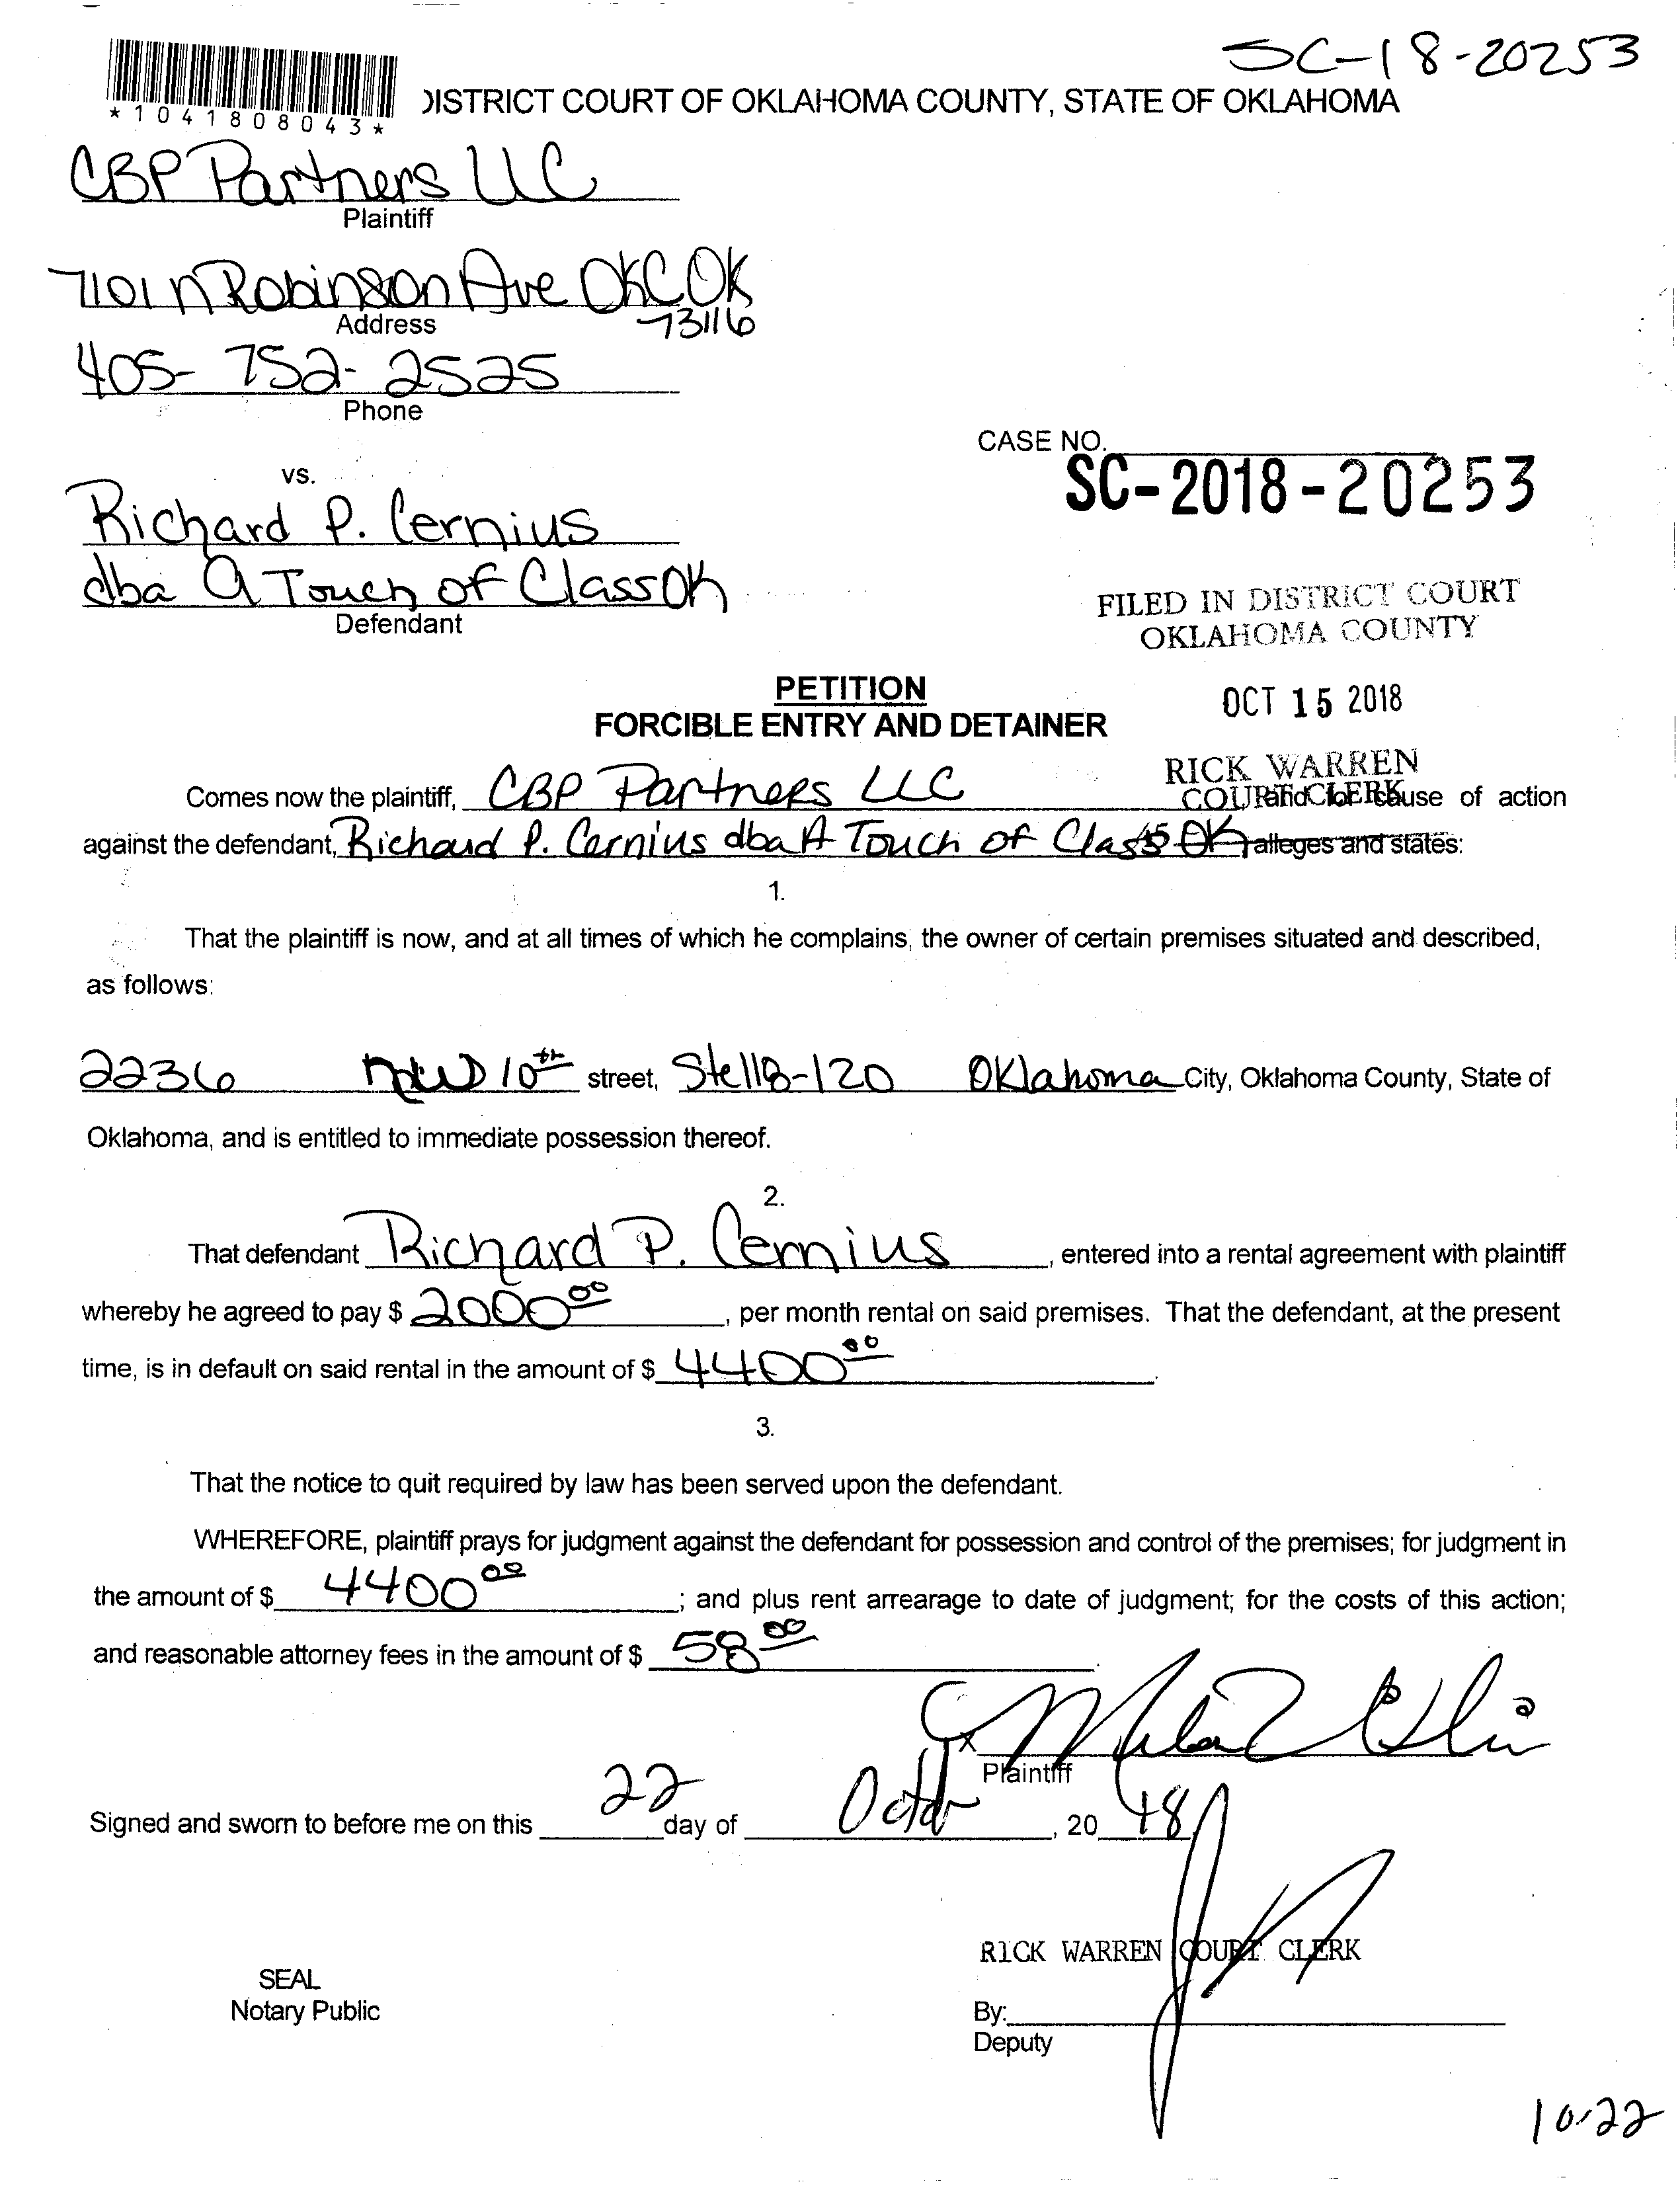 SC-18-20253
*1041808043*
DISTRICT COURT OF OKLAHOMA COUNTY, STATE OF OKLAHOMA
CBP Partners LLC
Plaintiff
7101 N Robinson Ave OKC OK
Address 73116
405-752-2525
Phone
CASE NO.
SC-2018-20253
vs.
Richard P. Cernius
dba A Touch of Class OK
Defendant
FILED IN DISTRICT COURT
OKLAHOMA COUNTY
PETITION
OCT 15 2018
FORCIBLE ENTRY AND DETAINER
RICK WARREN
COURT CLERK
Comes now the plaintiff, CBP Partners LLC and for cause of action
against the defendant, Richard P. Cernius dba A Touch of Class OK alleges and states:
1.
That the plaintiff is now, and at all times of which he complains, the owner of certain premises situated and described,
as follows:
2236 NW 10th street, Ste 118-120 Oklahoma City, Oklahoma County, State of
Oklahoma, and is entitled to immediate possession thereof.
2.
That defendant Richard P. Cernius, entered into a rental agreement with plaintiff
whereby he agreed to pay $ 2000 00, per month rental on said premises. That the defendant, at the present
time, is in default on said rental in the amount of $ 4400 00.
3.
That the notice to quit required by law has been served upon the defendant.
WHEREFORE, plaintiff prays for judgment against the defendant for possession and control of the premises; for judgment in
the amount of $ 4400 00; and plus rent arrearage to date of judgment; for the costs of this action;
and reasonable attorney fees in the amount of $ 58 00.
x
Plaintiff
Signed and sworn to before me on this 22 day of , 20 18
RICK WARREN COURT CLERK
SEAL
Notary Public
By:
Deputy
10-22